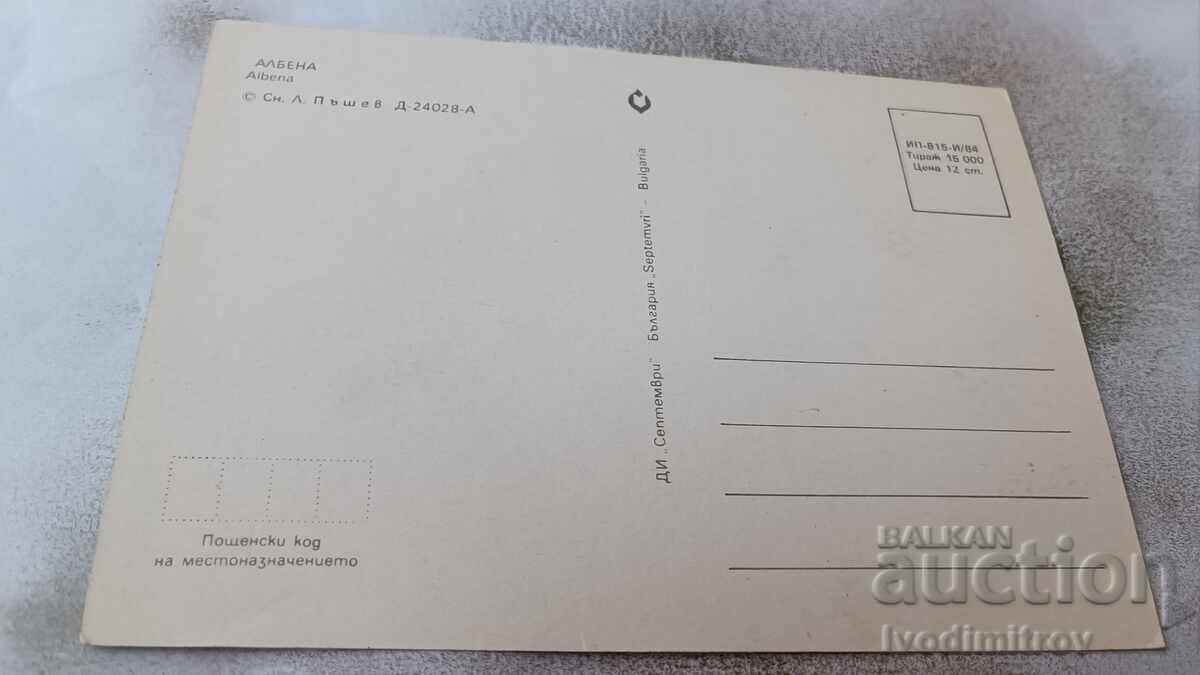 АЛБЕНА
Albena
© Сн. Л. Пъшев Д-24028-А
ДИ „Септември" България „Septemvri" - Bulgaria
ИП-815-И/84
Тираж 15 000
Цена 12 ст.
Пощенски код
на местоназначението
BALKAN
auction
Ivodimitrov